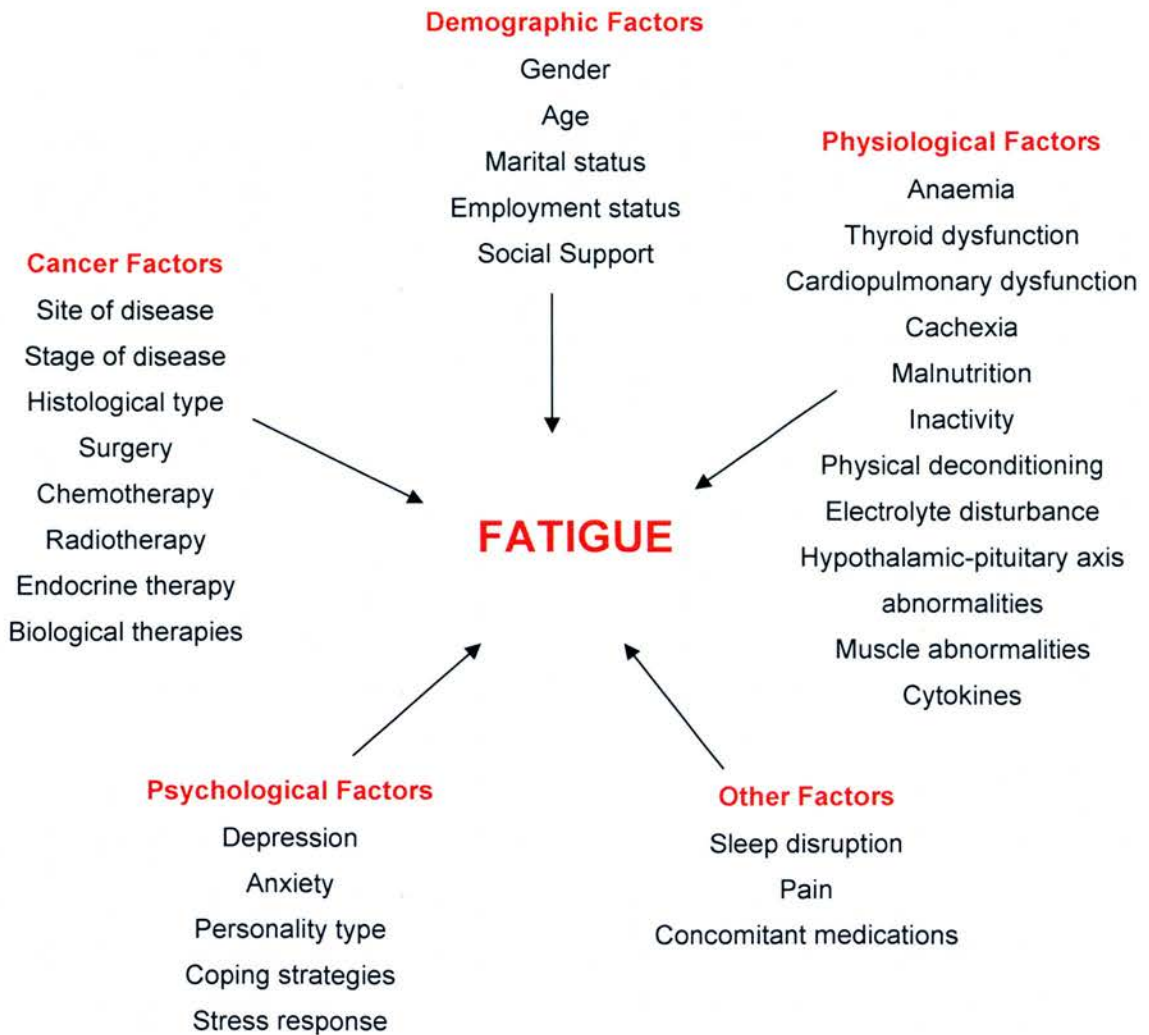 Demographic Factors
Gender
Age
Marital status
Employment status
Social Support
Physiological Factors
Anaemia
Thyroid dysfunction
Cardiopulmonary dysfunction
Cachexia
Malnutrition
Inactivity
Physical deconditioning
Electrolyte disturbance
Hypothalamic-pituitary axis
abnormalities
Muscle abnormalities
Cytokines
Cancer Factors
Site of disease
Stage of disease
Histological type
Surgery
Chemotherapy
Radiotherapy
Endocrine therapy
Biological therapies
FATIGUE
Psychological Factors
Depression
Anxiety
Personality type
Coping strategies
Stress response
Other Factors
Sleep disruption
Pain
Concomitant medications